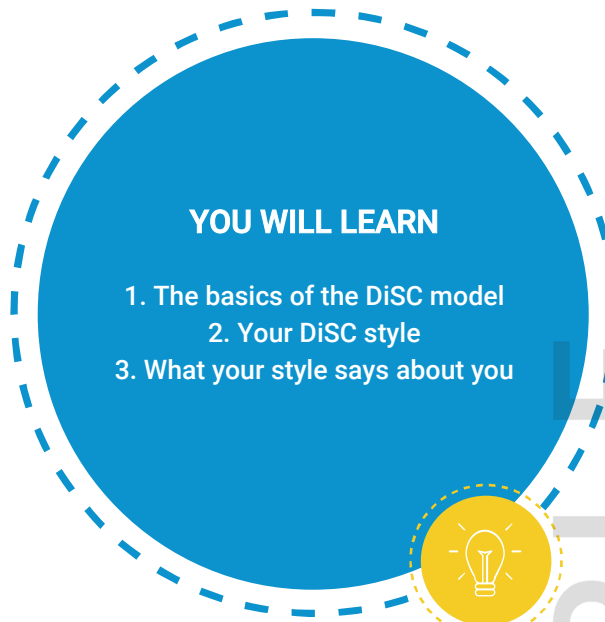 YOU WILL LEARN
1. The basics of the DiSC model
2. Your DiSC style
3. What your style says about you